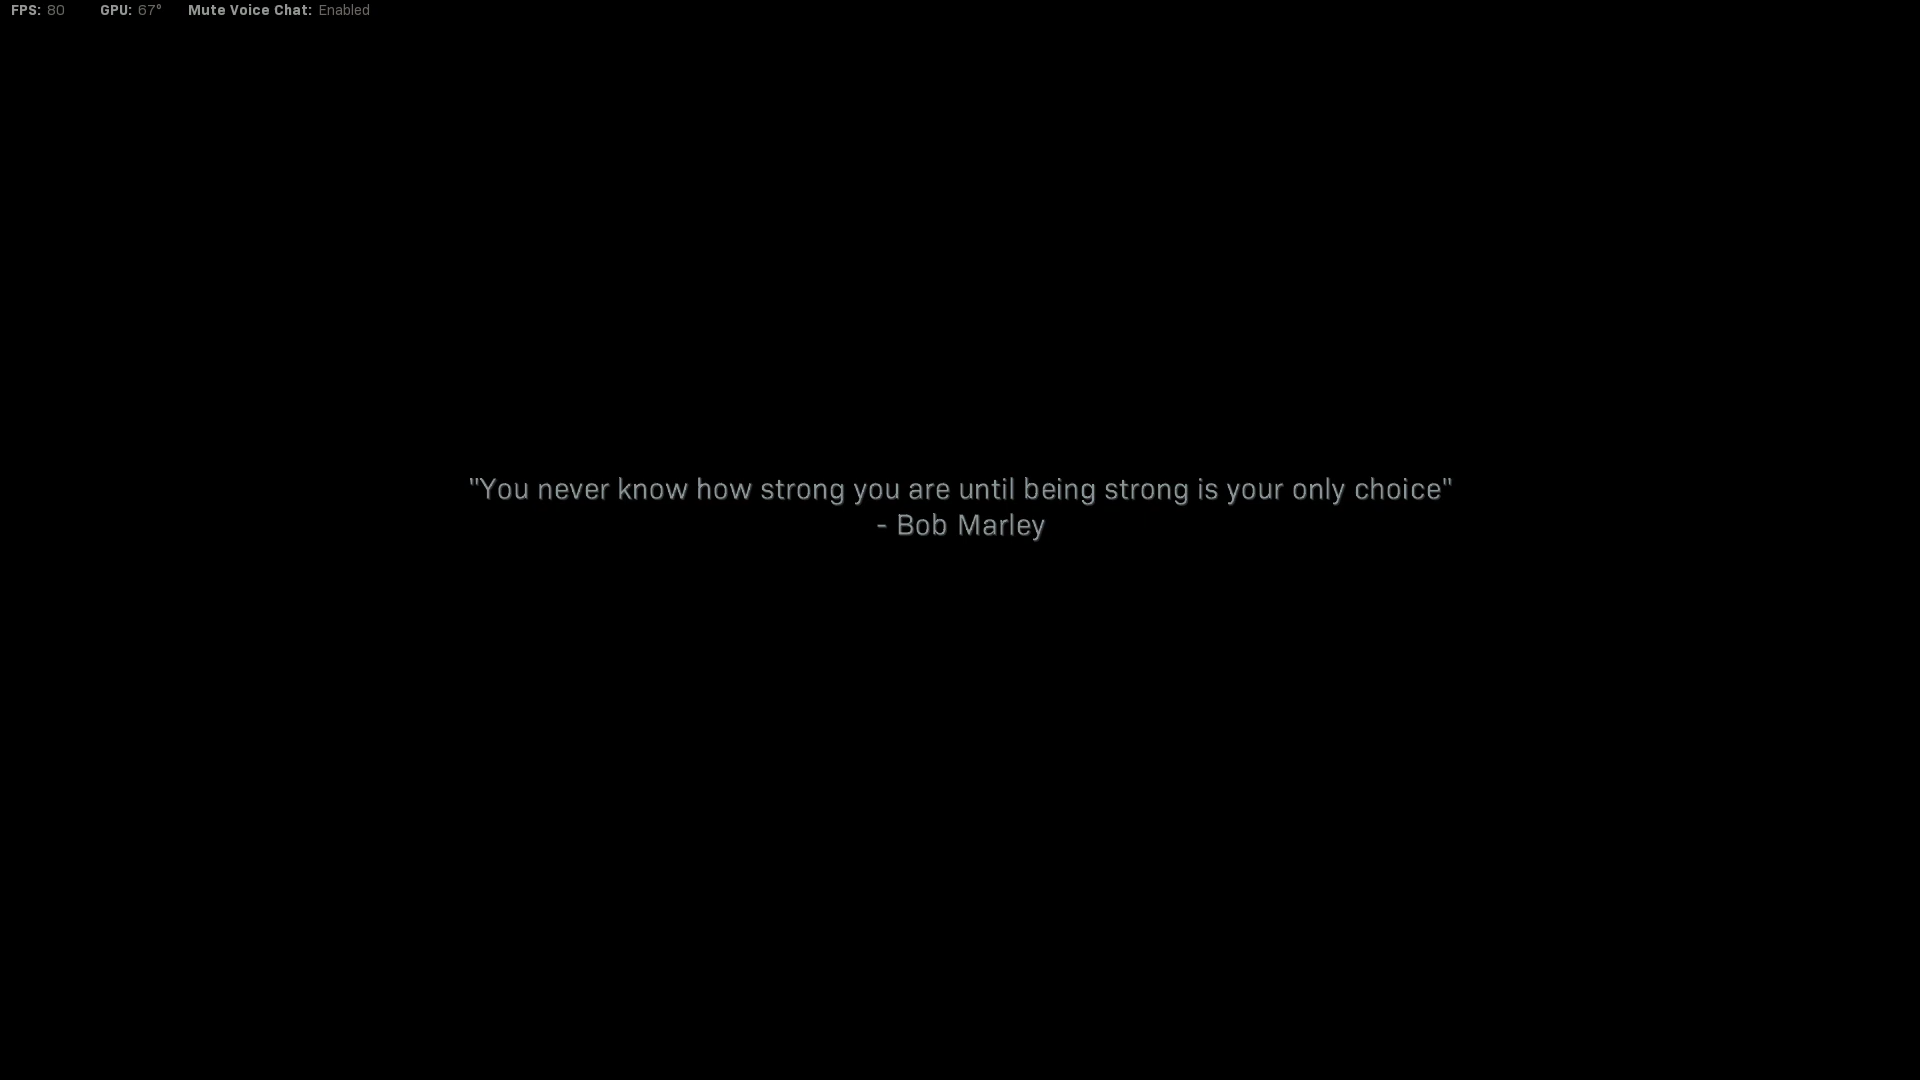 FPS: 80 GPU: 67° Mute Voice Chat: Enabled
"You never know how strong you are until being strong is your only choice"
- Bob Marley